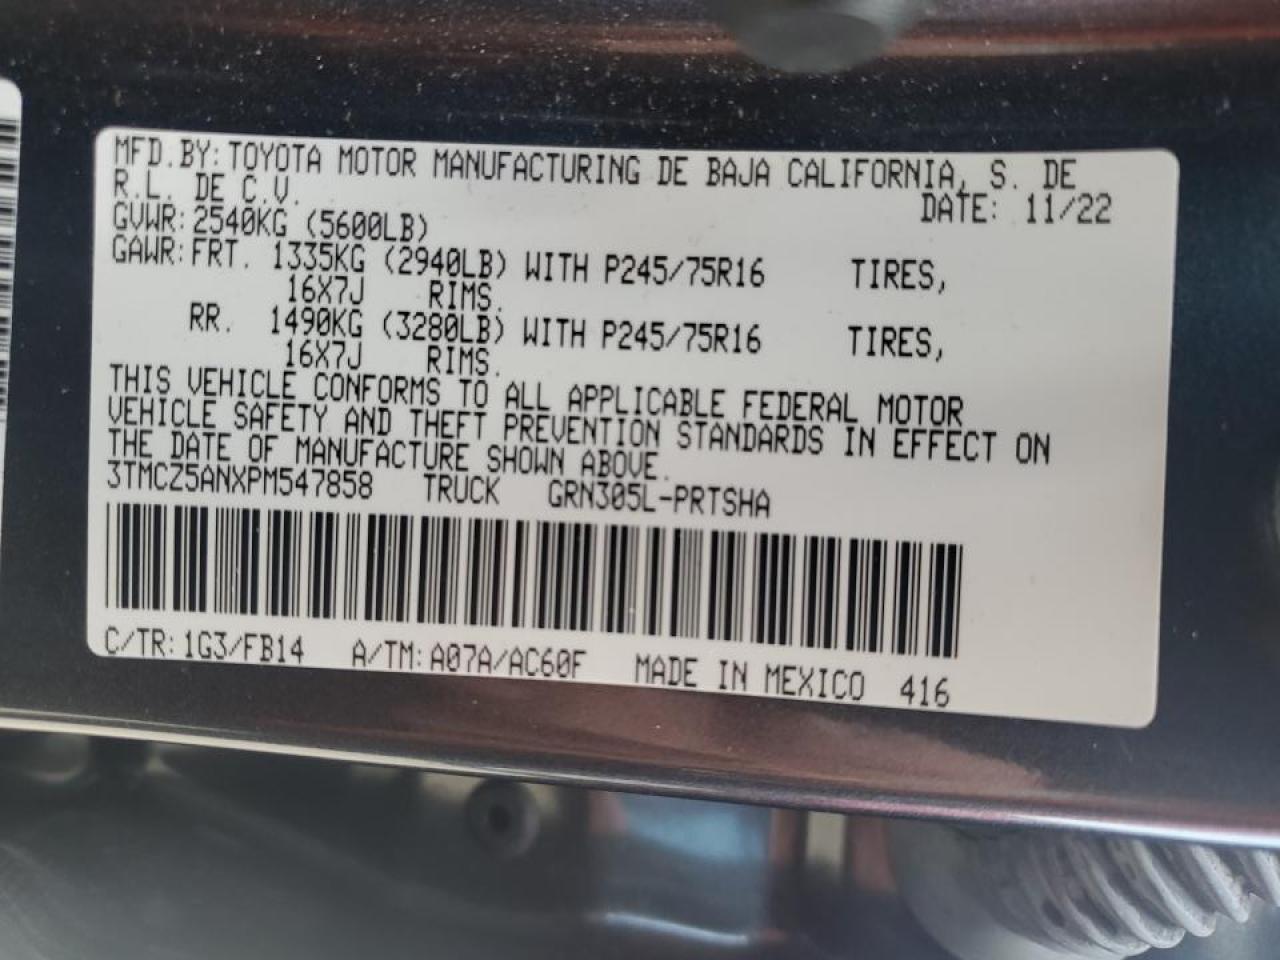 MFD.BY:TOYOTA MOTOR MANUFACTURING DE BAJA CALIFORNIA, S. DE
R.L. DE C.V. DATE: 11/22
GVWR:2540KG (5600LB)
GAWR:FRT. 1335KG (2940LB) WITH P245/75R16 TIRES,
16X7J RIMS.
RR. 1490KG (3280LB) WITH P245/75R16 TIRES,
16X7J RIMS.
THIS VEHICLE CONFORMS TO ALL APPLICABLE FEDERAL MOTOR
VEHICLE SAFETY AND THEFT PREVENTION STANDARDS IN EFFECT ON
THE DATE OF MANUFACTURE SHOWN ABOVE.
3TMCZ5ANXPM547858 TRUCK GRN305L-PRTSHA
C/TR:1G3/FB14 A/TM:A07A/AC60F MADE IN MEXICO 416